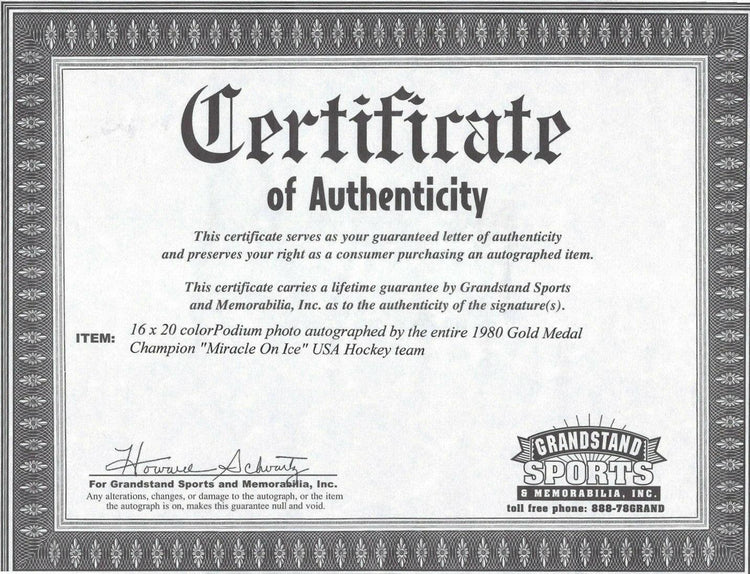 Certificate
of Authenticity
This certificate serves as your guaranteed letter of authenticity
and preserves your right as a consumer purchasing an autographed item.
This certificate carries a lifetime guarantee by Grandstand Sports
and Memorabilia, Inc. as to the authenticity of the signature(s).
ITEM: 16 x 20 colorPodium photo autographed by the entire 1980 Gold Medal
Champion "Miracle On Ice" USA Hockey team
Howard Schwartz
For Grandstand Sports and Memorabilia, Inc.
Any alterations, changes, or damage to the autograph, or the item
the autograph is on, makes this guarantee null and void.
GRANDSTAND
SPORTS
& MEMORABILIA, INC.
toll free phone: 888-78GRAND